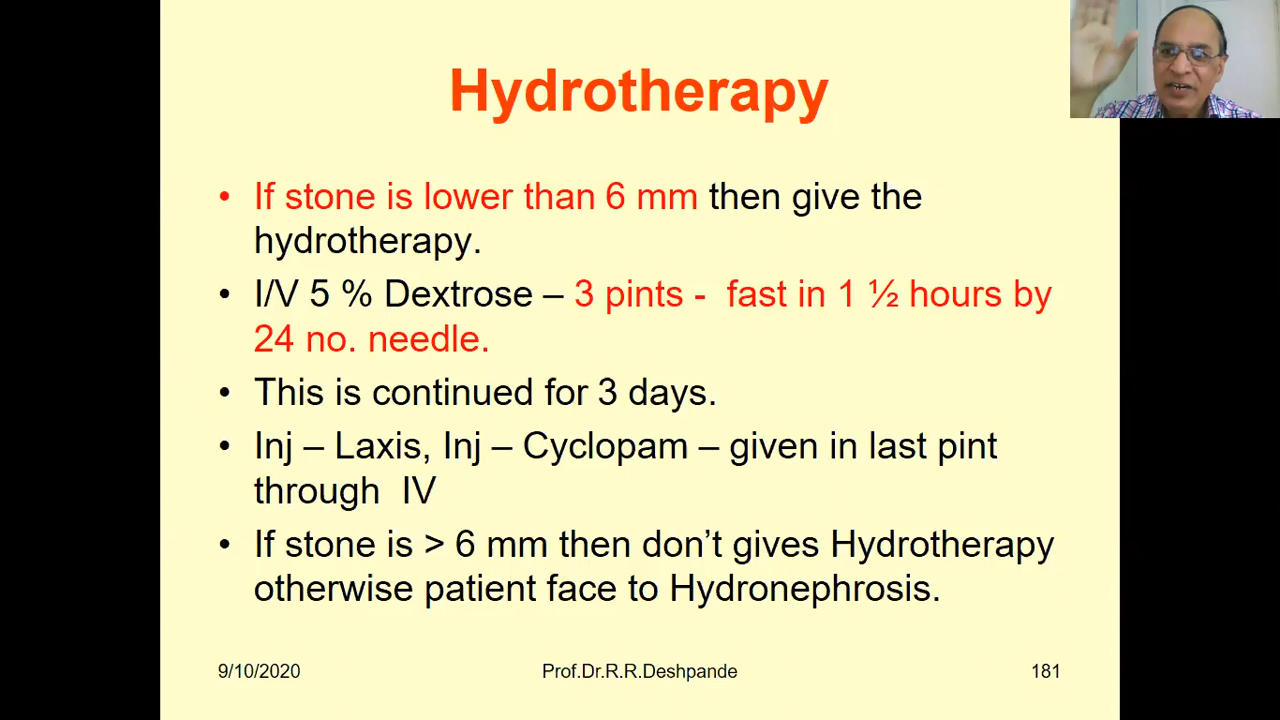 Hydrotherapy
• If stone is lower than 6 mm then give the
hydrotherapy.
• I/V 5 % Dextrose – 3 pints - fast in 1 ½ hours by
24 no. needle.
• This is continued for 3 days.
• Inj – Laxis, Inj – Cyclopam – given in last pint
through IV
• If stone is > 6 mm then don’t gives Hydrotherapy
otherwise patient face to Hydronephrosis.
9/10/2020 Prof.Dr.R.R.Deshpande 181